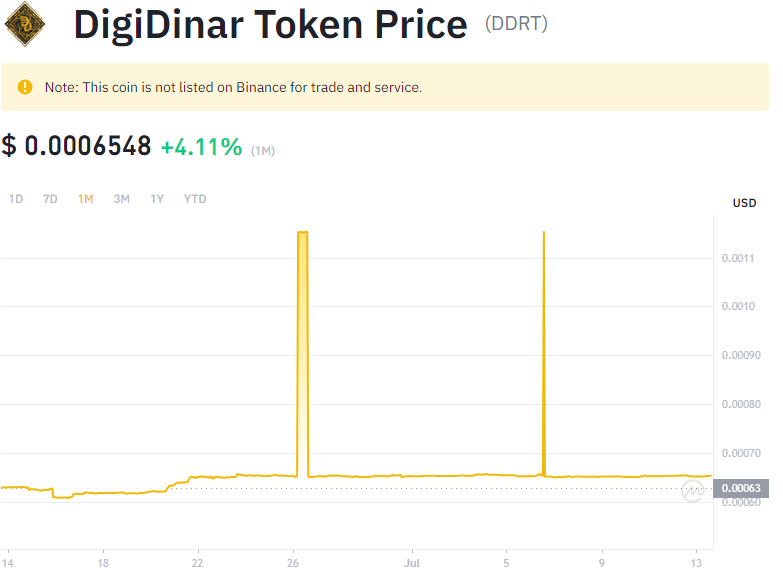 DigiDinar Token Price (DDRT)
Note: This coin is not listed on Binance for trade and service.
$ 0.0006548 +4.11% (1M)
1D 7D 1M 3M 1Y YTD
USD
0.0011
0.0010
0.00090
0.00080
0.00070
0.00063
0.00060
14 18 22 26 Jul 5 9 13